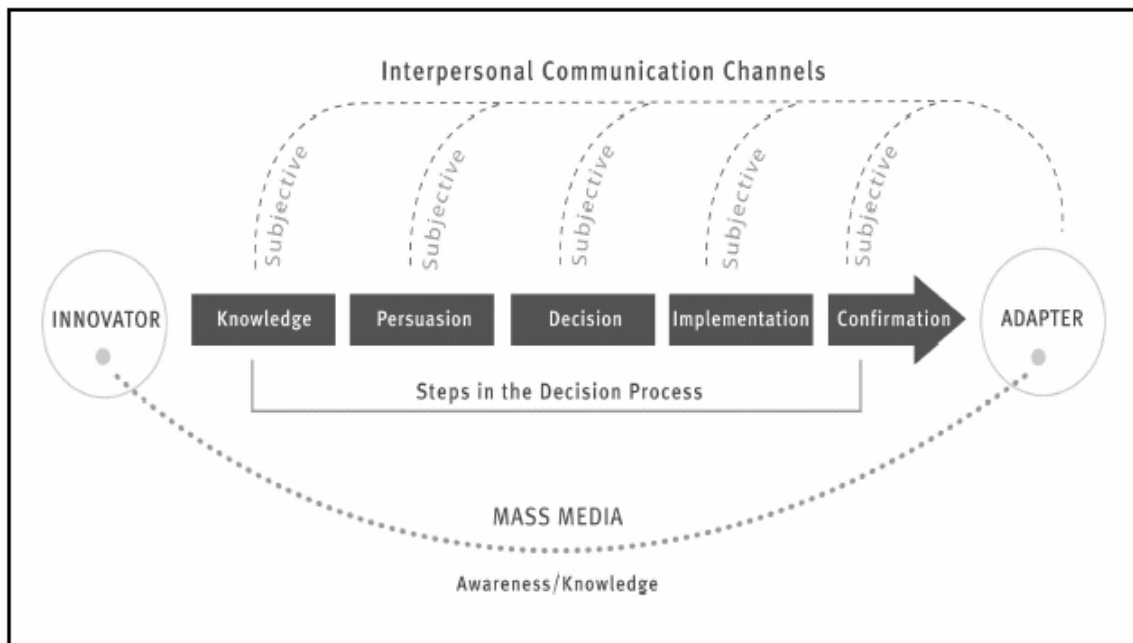 Interpersonal Communication Channels
Subjective
Subjective
Subjective
Subjective
Subjective
INNOVATOR
Knowledge
Persuasion
Decision
Implementation
Confirmation
ADAPTER
Steps in the Decision Process
MASS MEDIA
Awareness/Knowledge